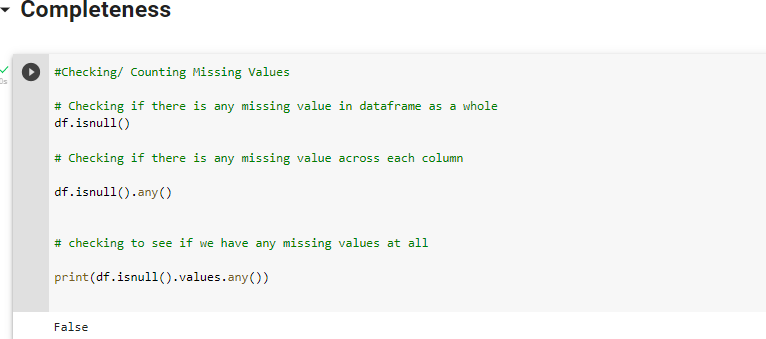 Completeness
#Checking/ Counting Missing Values
# Checking if there is any missing value in dataframe as a whole
df.isnull()
# Checking if there is any missing value across each column
df.isnull().any()
# checking to see if we have any missing values at all
print(df.isnull().values.any())
0s
False